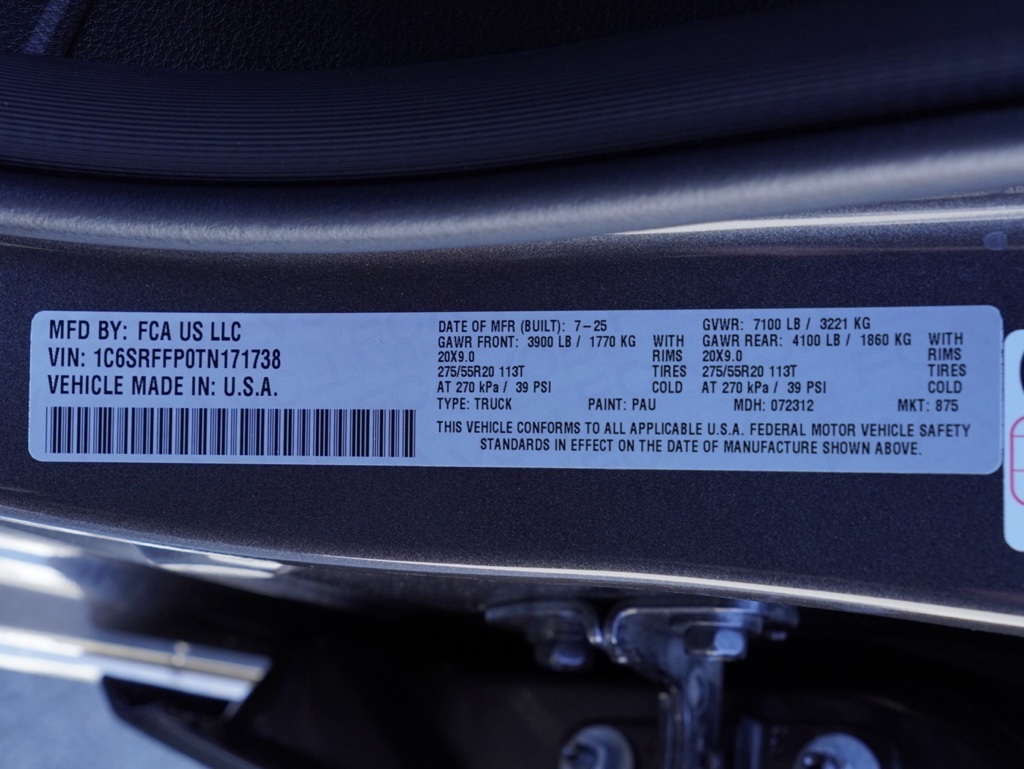 MFD BY: FCA US LLC
VIN: 1C6SRFFP0TN171738
VEHICLE MADE IN: U.S.A.
DATE OF MFR (BUILT): 7-25
GAWR FRONT: 3900 LB / 1770 KG WITH
20X9.0 RIMS
275/55R20 113T TIRES
AT 270 kPa / 39 PSI COLD
GVWR: 7100 LB / 3221 KG
GAWR REAR: 4100 LB / 1860 KG WITH
20X9.0 RIMS
275/55R20 113T TIRES
AT 270 kPa / 39 PSI COLD
TYPE: TRUCK PAINT: PAU MDH: 072312 MKT: 875
THIS VEHICLE CONFORMS TO ALL APPLICABLE U.S.A. FEDERAL MOTOR VEHICLE SAFETY
STANDARDS IN EFFECT ON THE DATE OF MANUFACTURE SHOWN ABOVE.